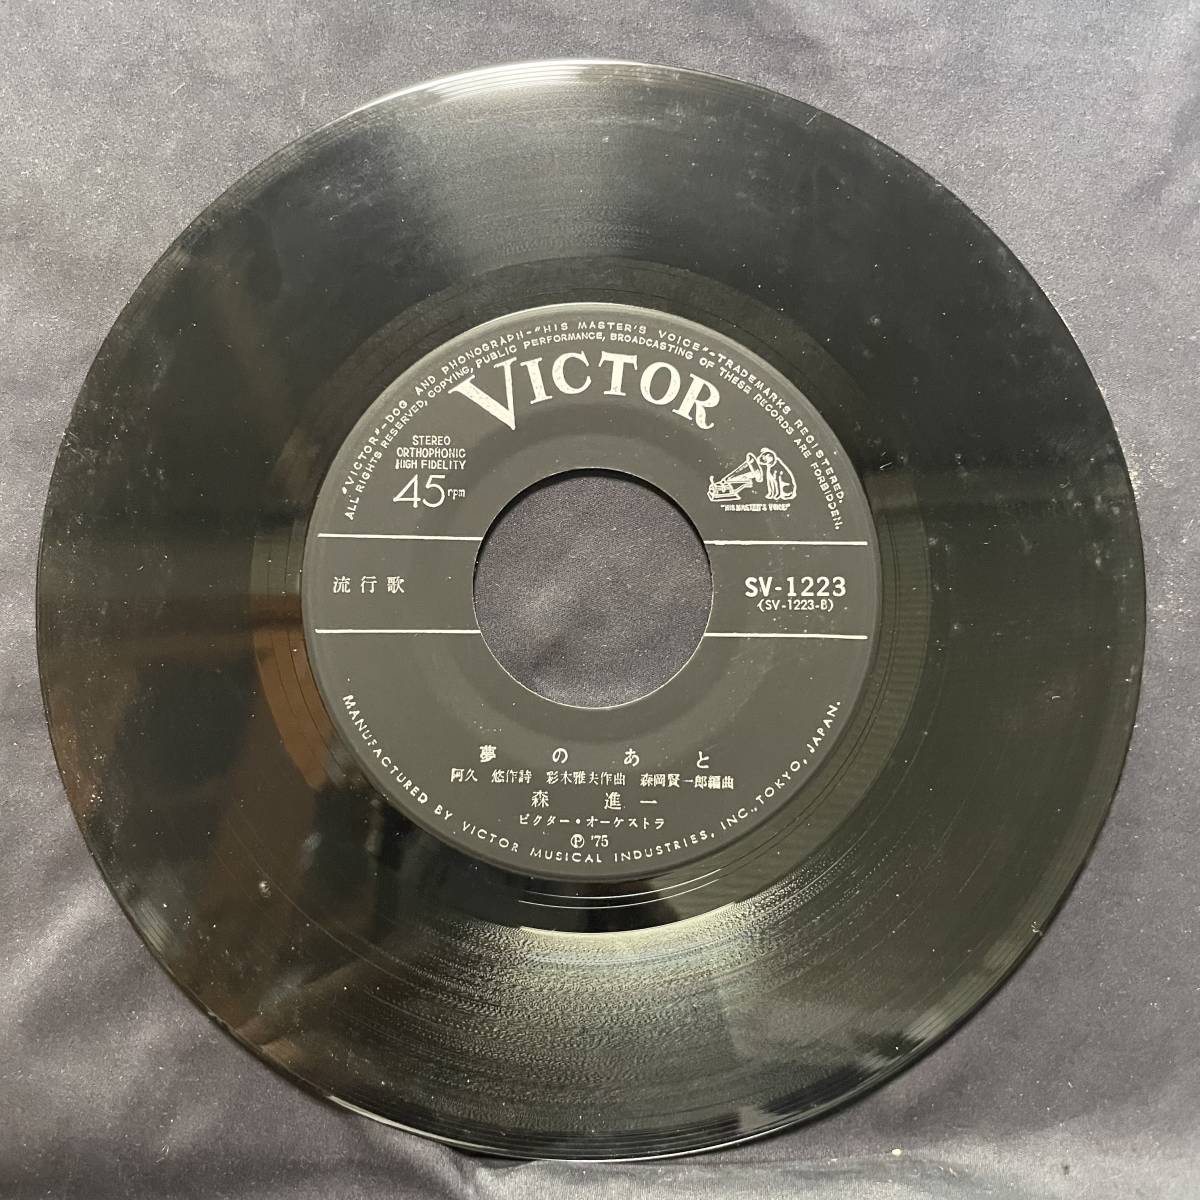 "VICTOR"-DOG AND PHONOGRAPH-"HIS MASTER'S VOICE"-TRADEMARKS REGISTERED.
ALL RIGHTS RESERVED, COPYING, PUBLIC PERFORMANCE, BROADCASTING OF THESE RECORDS ARE FORBIDDEN.
VICTOR
STEREO
ORTHOPHONIC
HIGH FIDELITY
45rpm
"HIS MASTER'S VOICE"
流行歌
SV-1223
(SV-1223-B)
夢のあと
阿久 悠作詩 彩木雅夫作曲 森岡賢一郎編曲
森 進一
ビクター・オーケストラ
Ⓟ '75
MANUFACTURED BY VICTOR MUSICAL INDUSTRIES, INC., TOKYO, JAPAN.